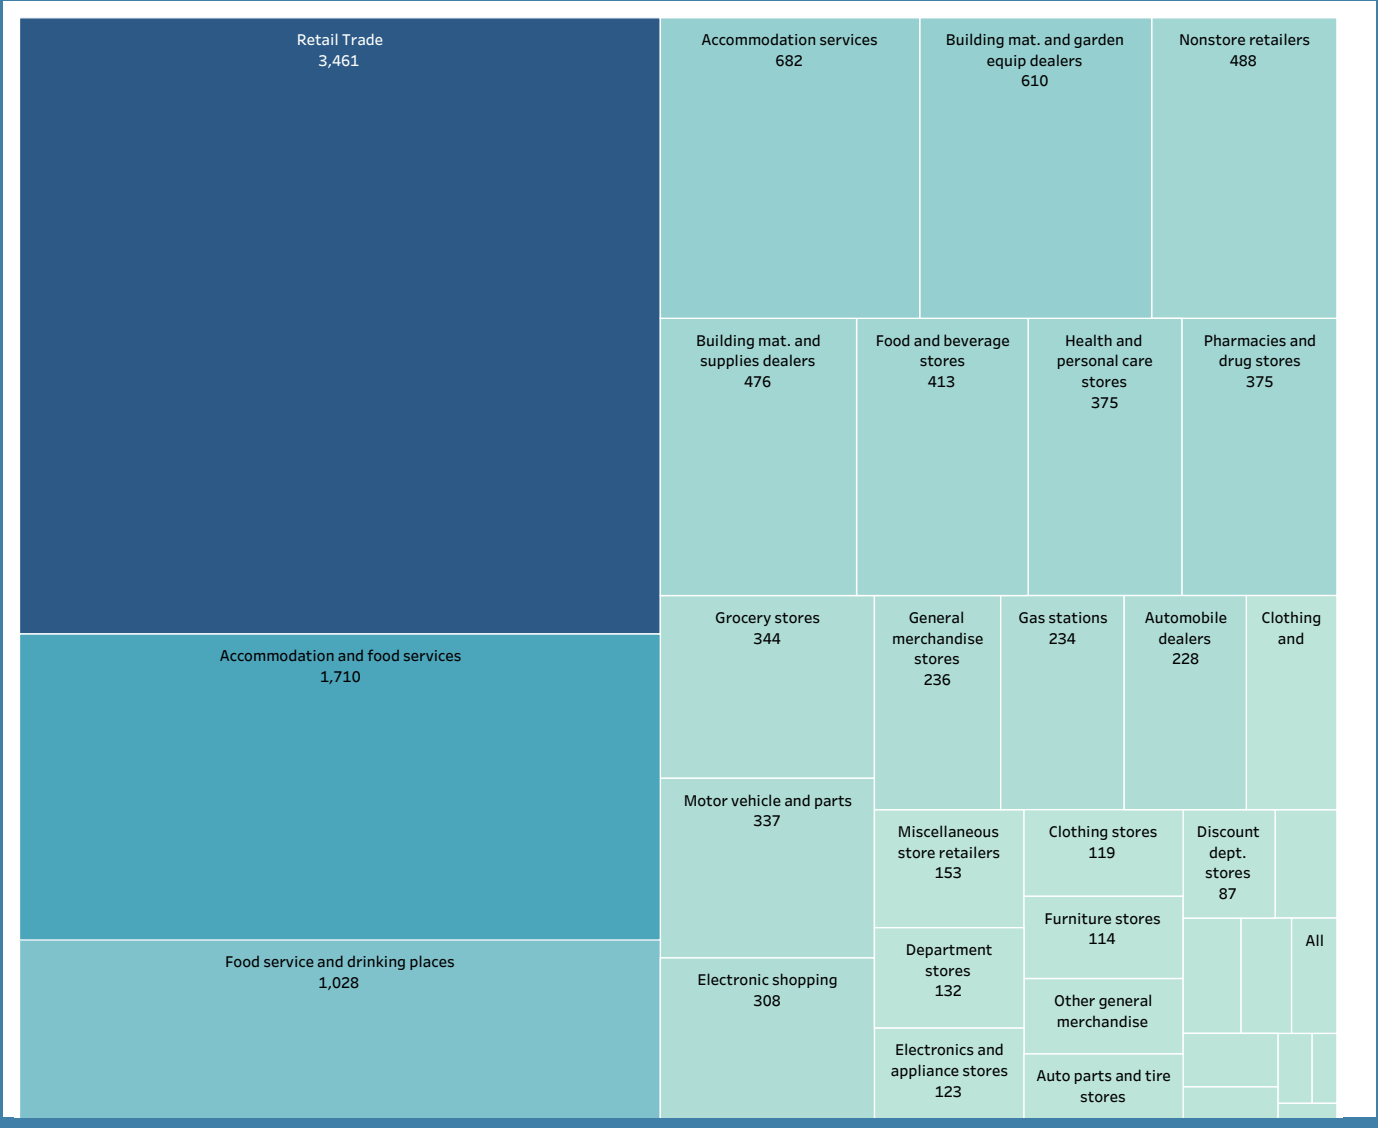 Retail Trade
3,461
Accommodation and food services
1,710
Food service and drinking places
1,028
Accommodation services
682
Building mat. and garden
equip dealers
610
Nonstore retailers
488
Building mat. and
supplies dealers
476
Food and beverage
stores
413
Health and
personal care
stores
375
Pharmacies and
drug stores
375
Grocery stores
344
Motor vehicle and parts
337
Electronic shopping
308
General
merchandise
stores
236
Gas stations
234
Automobile
dealers
228
Clothing
and
Miscellaneous
store retailers
153
Department
stores
132
Electronics and
appliance stores
123
Clothing stores
119
Furniture stores
114
Other general
merchandise
Auto parts and tire
stores
Discount
dept.
stores
87
All